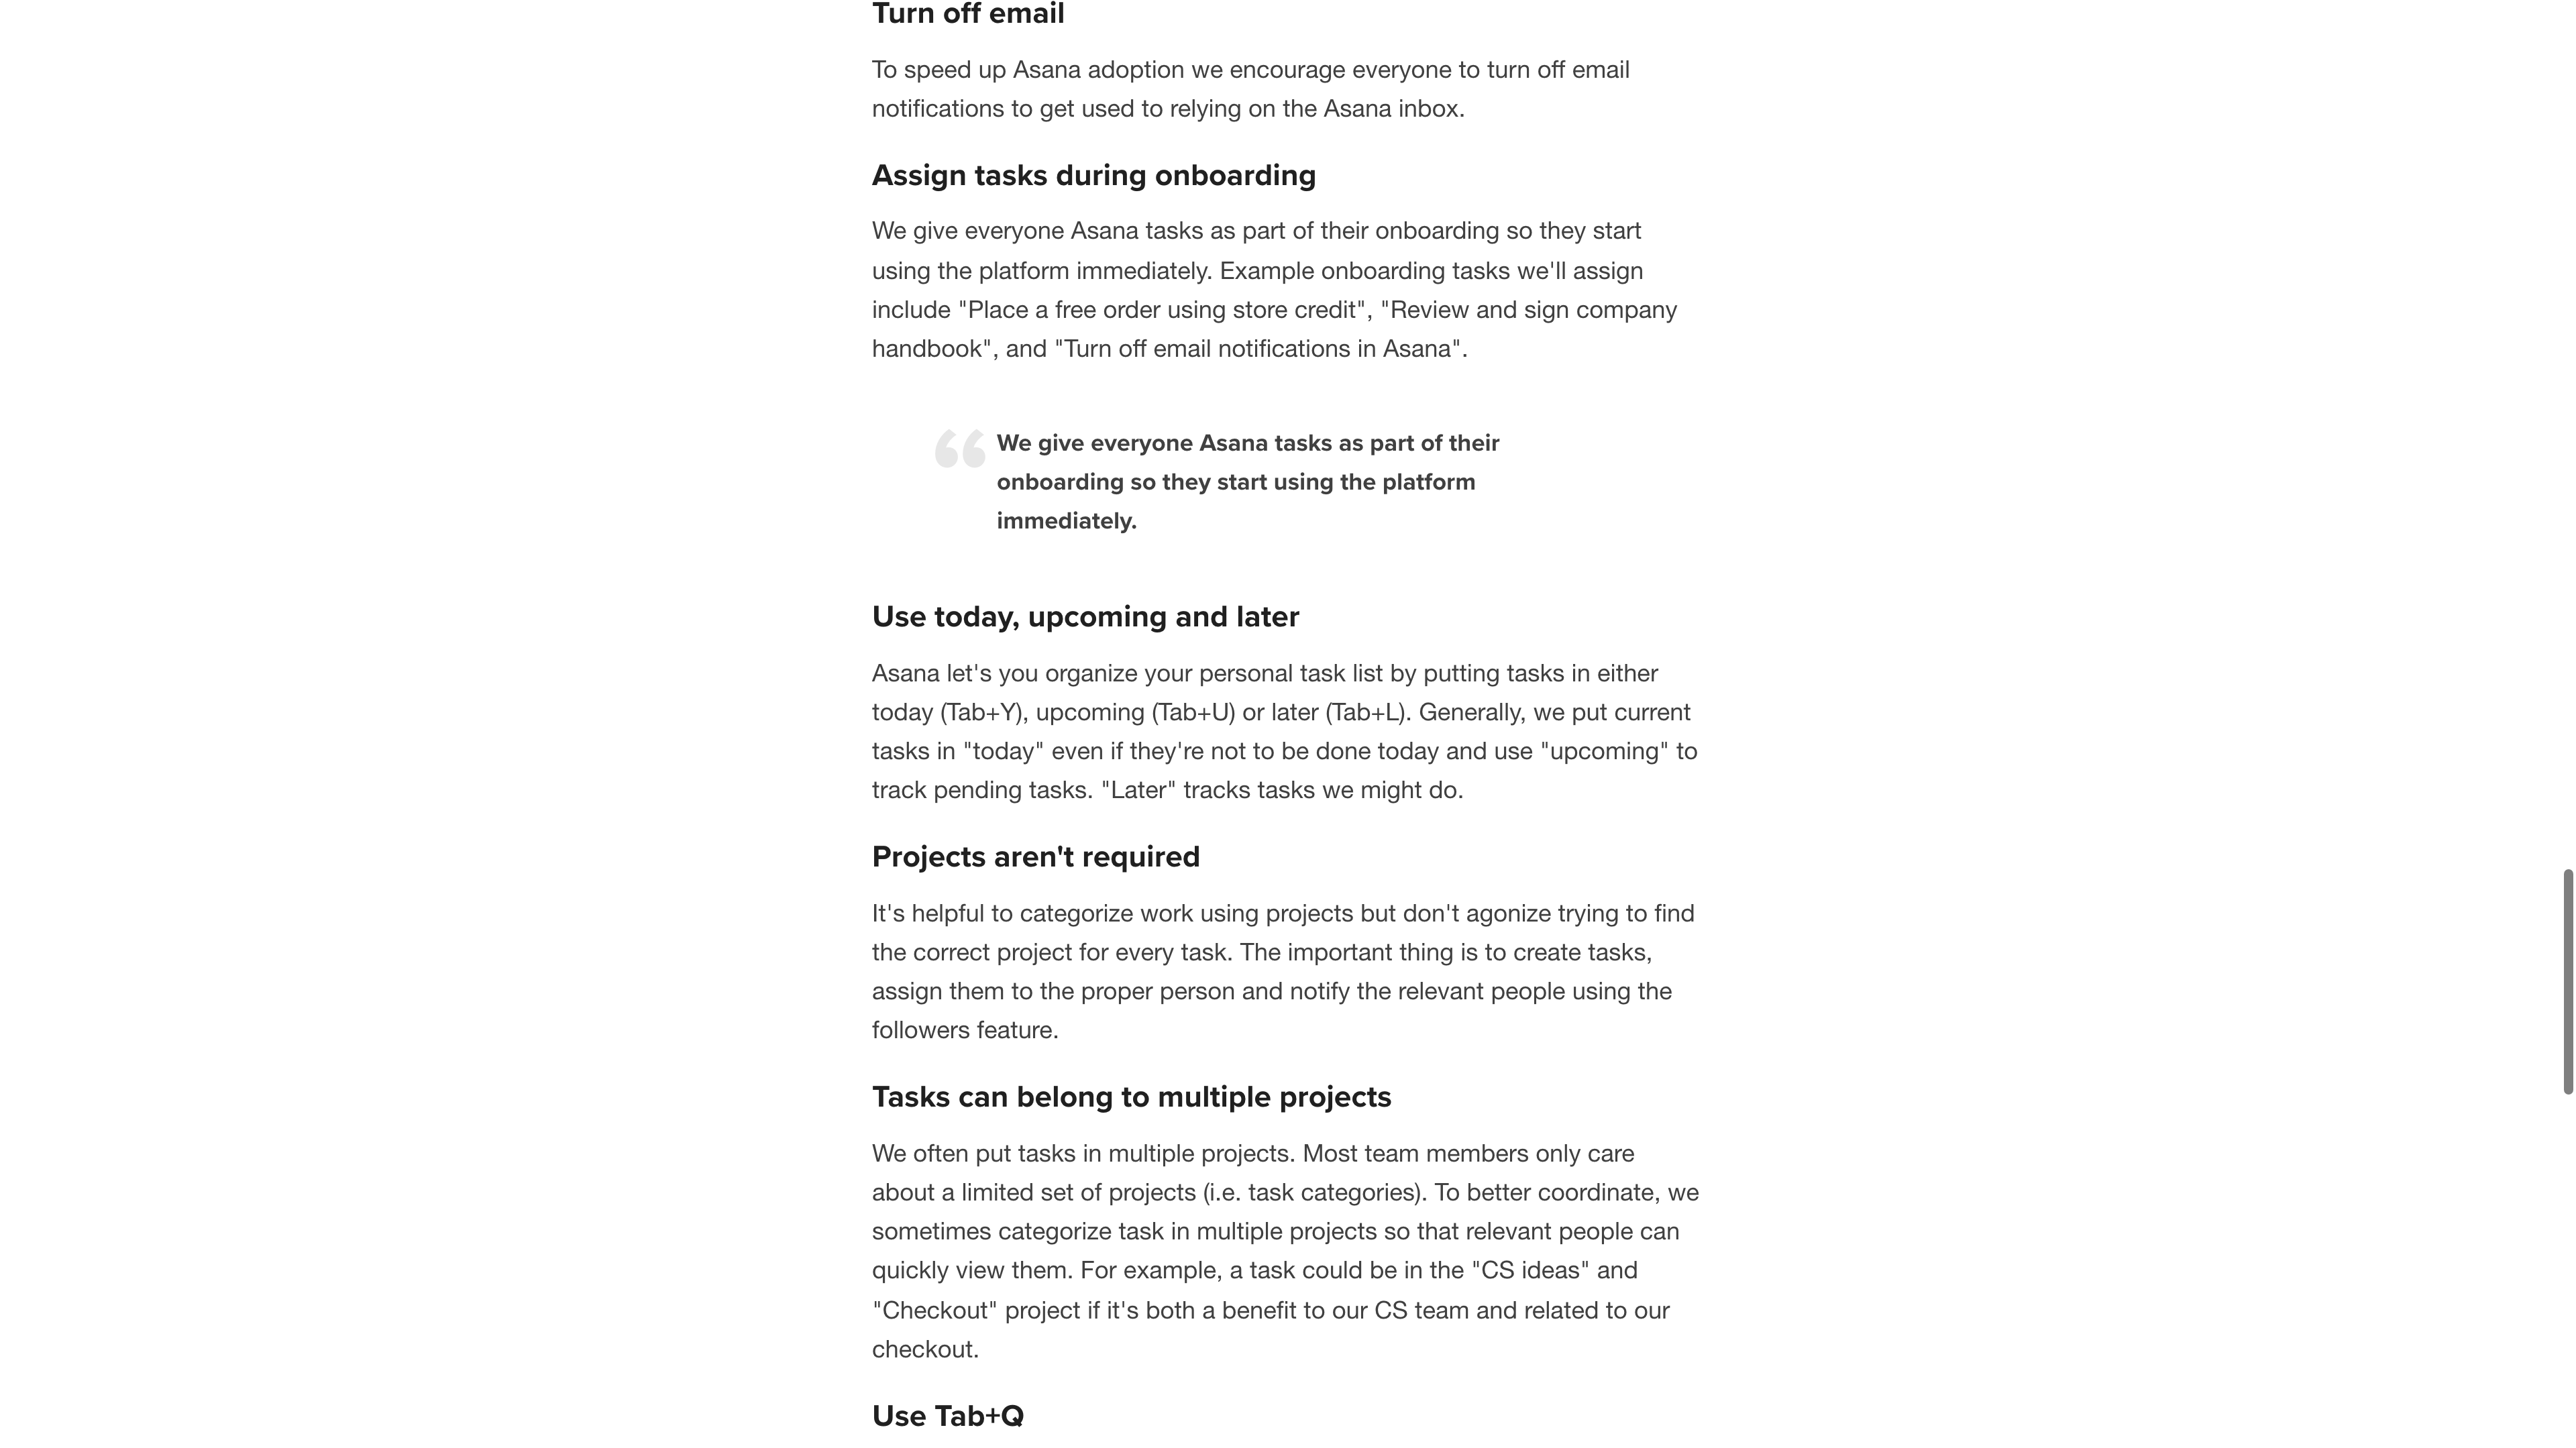 Turn off email
To speed up Asana adoption we encourage everyone to turn off email
notifications to get used to relying on the Asana inbox.
Assign tasks during onboarding
We give everyone Asana tasks as part of their onboarding so they start
using the platform immediately. Example onboarding tasks we'll assign
include "Place a free order using store credit", "Review and sign company
handbook", and "Turn off email notifications in Asana".
“We give everyone Asana tasks as part of their
onboarding so they start using the platform
immediately.
Use today, upcoming and later
Asana let's you organize your personal task list by putting tasks in either
today (Tab+Y), upcoming (Tab+U) or later (Tab+L). Generally, we put current
tasks in "today" even if they're not to be done today and use "upcoming" to
track pending tasks. "Later" tracks tasks we might do.
Projects aren't required
It's helpful to categorize work using projects but don't agonize trying to find
the correct project for every task. The important thing is to create tasks,
assign them to the proper person and notify the relevant people using the
followers feature.
Tasks can belong to multiple projects
We often put tasks in multiple projects. Most team members only care
about a limited set of projects (i.e. task categories). To better coordinate, we
sometimes categorize task in multiple projects so that relevant people can
quickly view them. For example, a task could be in the "CS ideas" and
"Checkout" project if it's both a benefit to our CS team and related to our
checkout.
Use Tab+Q